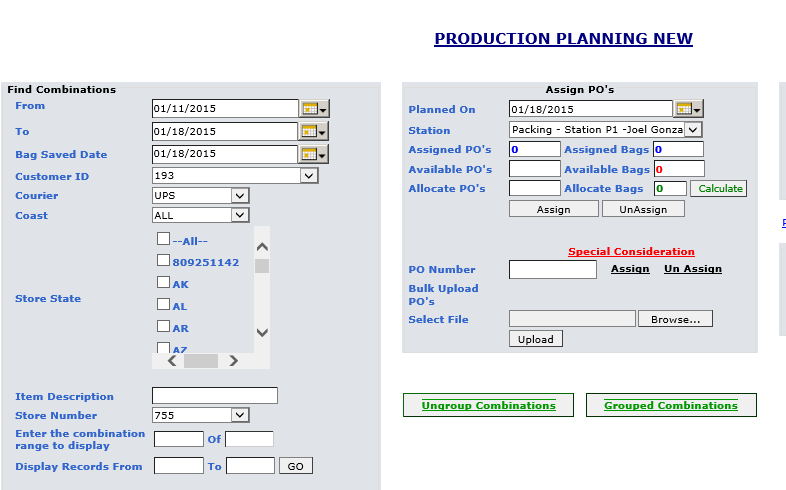 PRODUCTION PLANNING NEW
Find Combinations
From 01/11/2015
To 01/18/2015
Bag Saved Date 01/18/2015
Customer ID 193
Courier UPS
Coast ALL
Store State
--All--
809251142
AK
AL
AR
AZ
Item Description
Store Number 755
Enter the combination
range to display Of
Display Records From To GO
Assign PO's
Planned On 01/18/2015
Station Packing - Station P1 -Joel Gonza
Assigned PO's 0 Assigned Bags 0
Available PO's Available Bags 0
Allocate PO's Allocate Bags 0 Calculate
Assign UnAssign
Special Consideration
PO Number Assign Un Assign
Bulk Upload
PO's
Select File Browse...
Upload
Ungroup Combinations Grouped Combinations